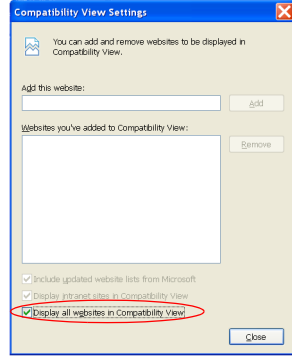 Compatibility View Settings
You can add and remove websites to be displayed in
Compatibility View.
Add this website:
Add
Websites you've added to Compatibility View:
Remove
Include updated website lists from Microsoft
Display intranet sites in Compatibility View
Display all websites in Compatibility View
Close